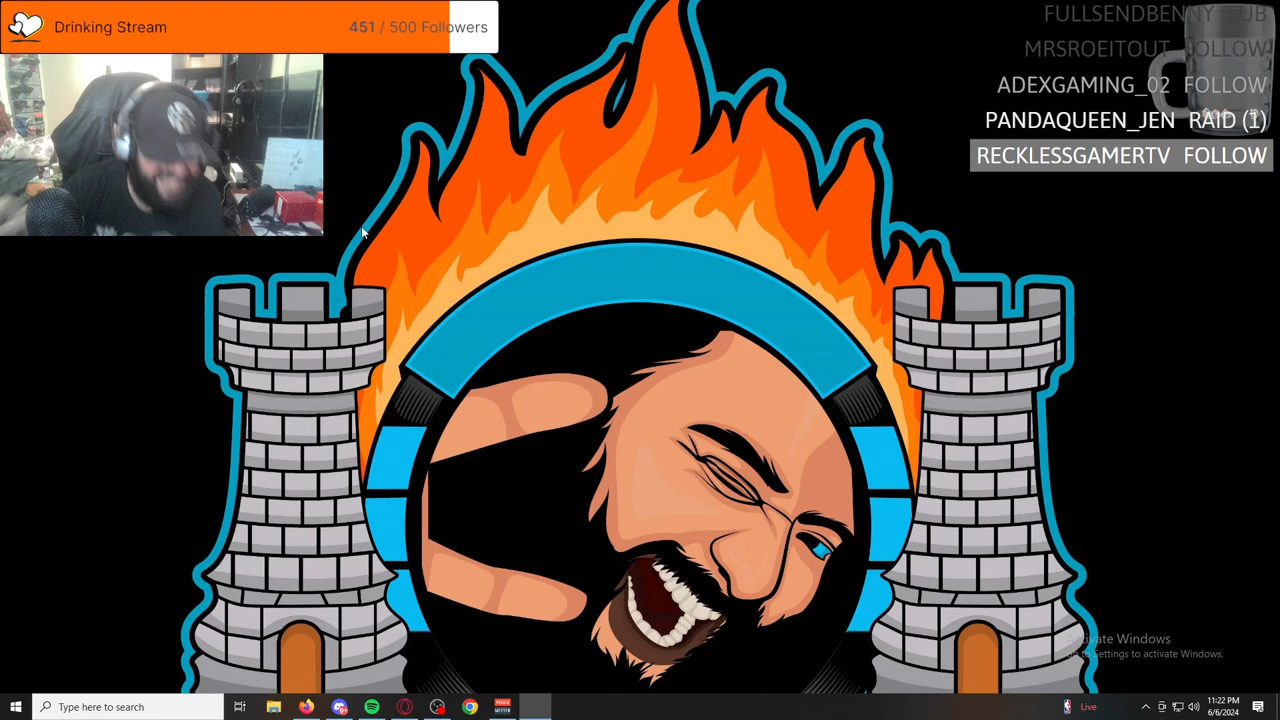 Drinking Stream
451 / 500 Followers
MRSROEITOUT FOLLOW
ADEXGAMING_02 FOLLOW
PANDAQUEEN_JEN RAID (1)
RECKLESSGAMERTV FOLLOW
Activate Windows
Go to Settings to activate Windows.
Type here to search
Live
11:22 PM
6/6/2024